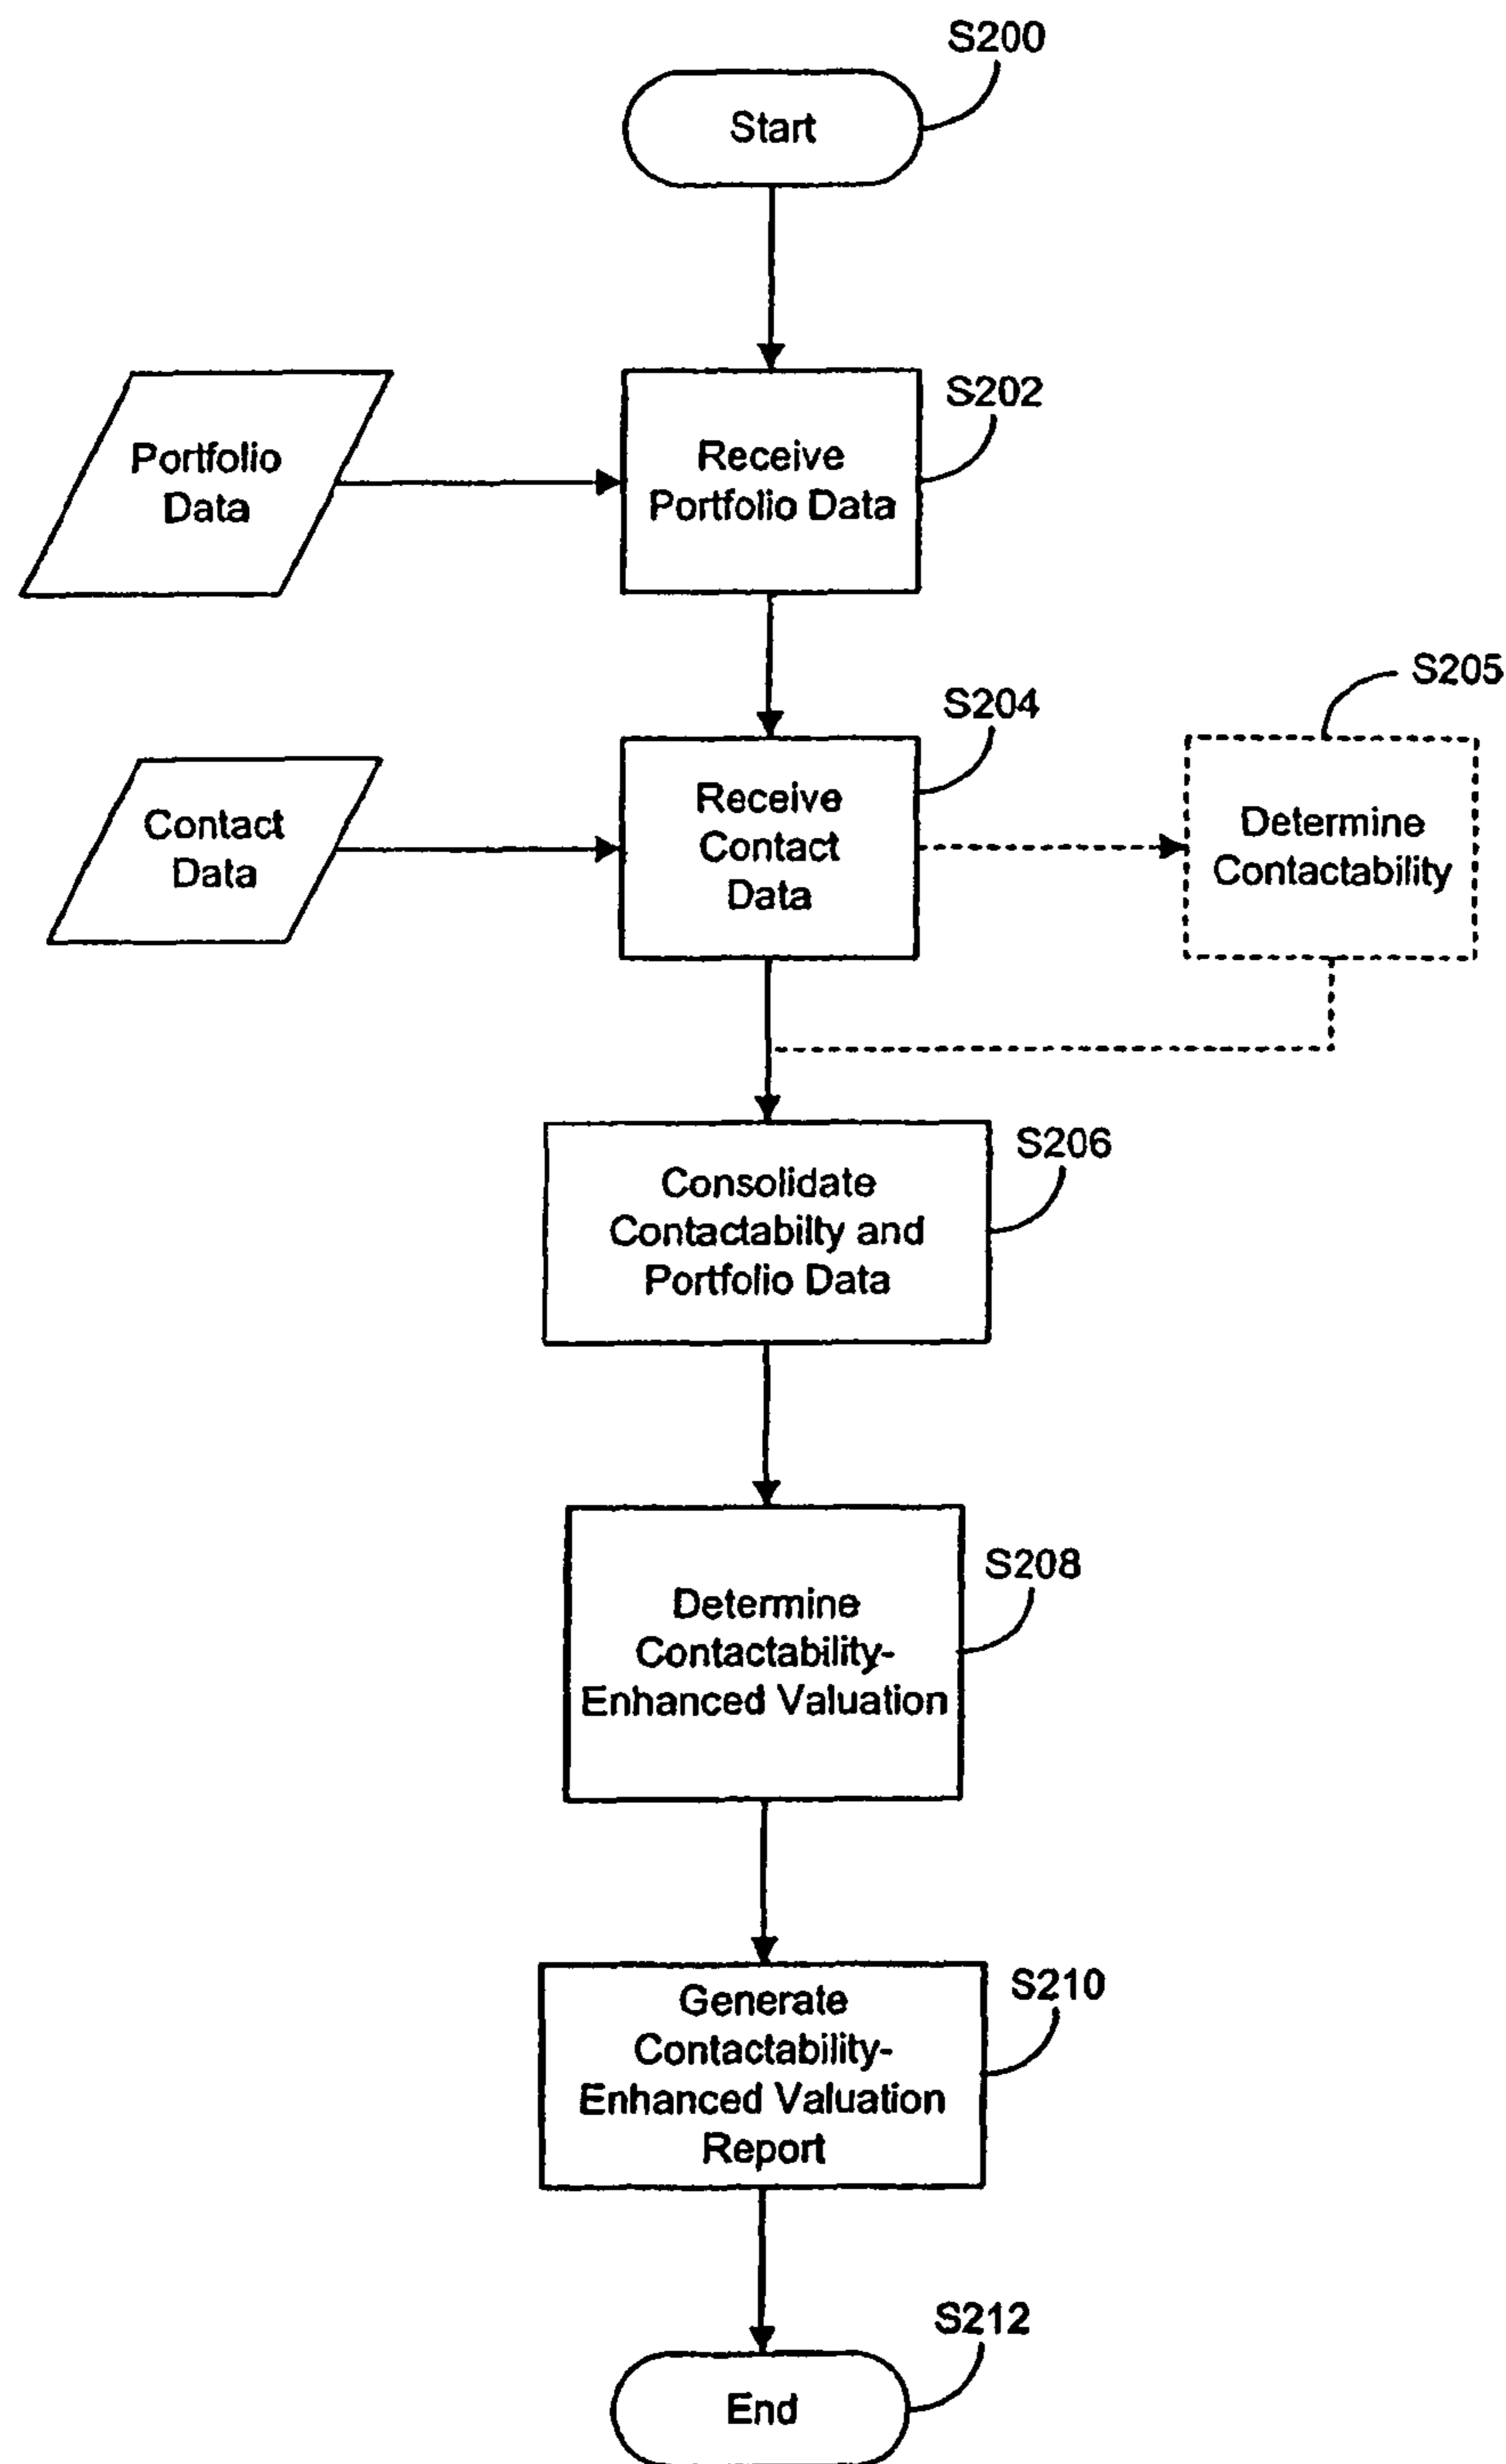 S200
Start
S202
Portfolio
Data
Receive
Portfolio Data
S205
S204
Contact
Data
Receive
Contact
Data
Determine
Contactability
S206
Consolidate
Contactabilty and
Portfolio Data
S208
Determine
Contactability-
Enhanced Valuation
S210
Generate
Contactability-
Enhanced Valuation
Report
S212
End